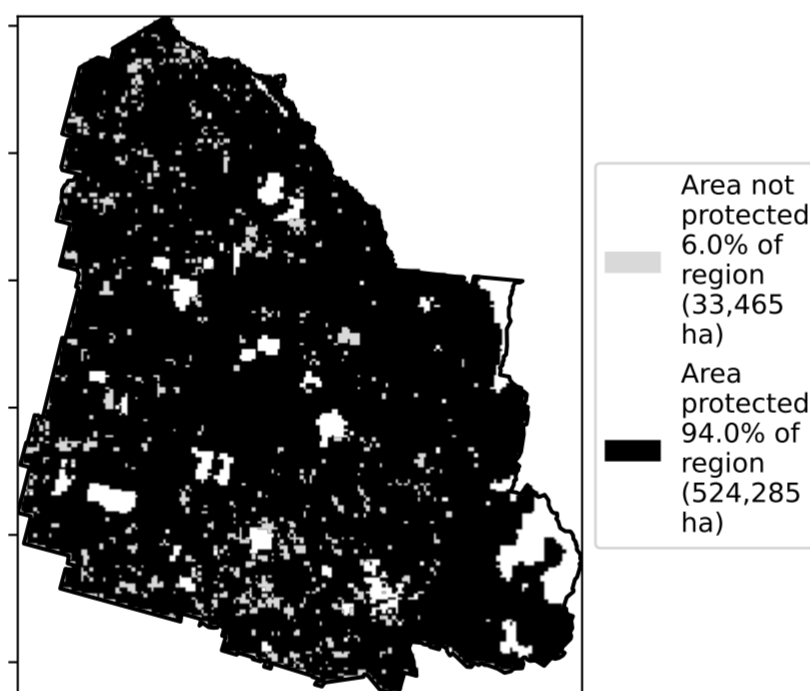 Area not
protected
6.0% of
region
(33,465
ha)
Area
protected
94.0% of
region
(524,285
ha)